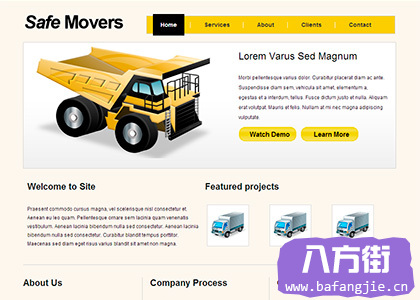 Safe Movers
Home
Services
About
Clients
Contact
Lorem Varus Sed Magnum
Morbi pellentesque varius dolor. Curabitur placerat diam ac ante.
Suspendisse diam sem, vehicula sit amet, elementum a,
egestas at a interdum, tellus. Fusce dictum justo et nulla. Aliquam
erat volutpat. Mauris et felis. Nullam at mi nec magna adipiscing
vulputate.
Watch Demo
Learn More
Welcome to Site
Featured projects
Praesent commodo cursus magna, vel scelerisque nisl consectetur et.
Aenean eu leo quam. Pellentesque ornare sem lacinia quam venenatis
vestibulum. Aenean lacinia bibendum nulla sed consectetur. Aenean lacinia
bibendum nulla sed consectetur. Curabitur blandit tempus porttitor.
Maecenas sed diam eget risus varius blandit sit amet non magna.
About Us
Company Process
八方街
www.bafangjie.cn